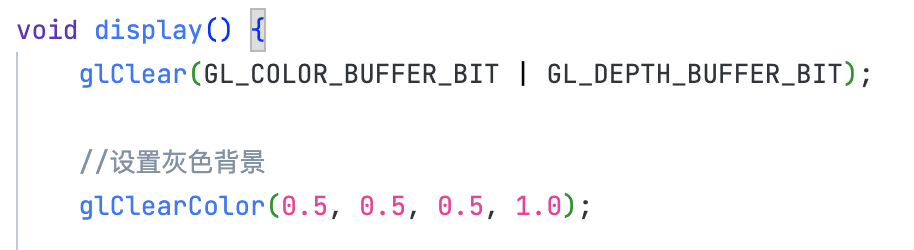 void display() {
glClear(GL_COLOR_BUFFER_BIT | GL_DEPTH_BUFFER_BIT);
//设置灰色背景
glClearColor(0.5, 0.5, 0.5, 1.0);